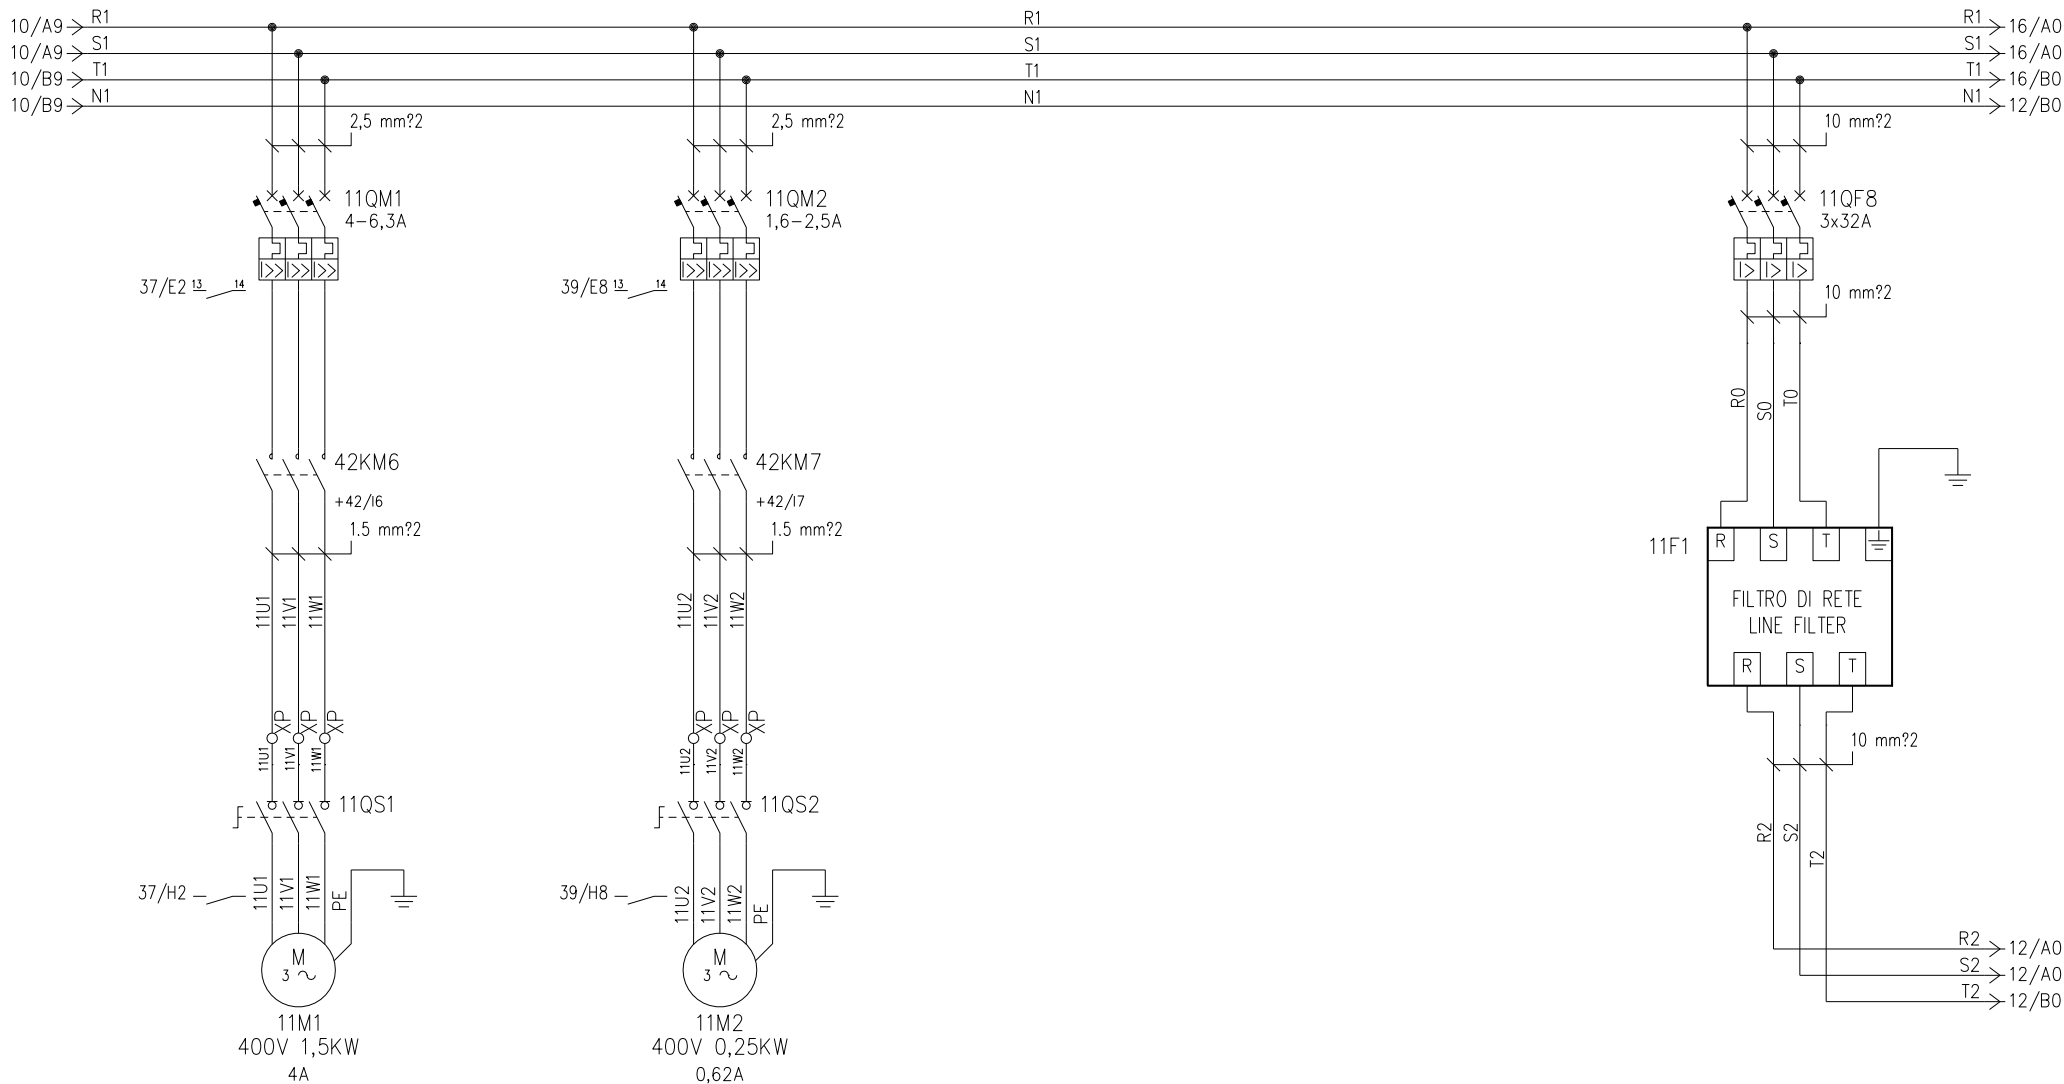 10/A9 R1 R1 R1 16/A0
10/A9 S1 S1 S1 16/A0
10/B9 T1 T1 T1 16/B0
10/B9 N1 N1 N1 12/B0
2,5 mm?2 2,5 mm?2 10 mm?2
11QM1 11QM2 11QF8
4-6,3A 1,6-2,5A 3x32A
37/E2 13 14 39/E8 13 14 10 mm?2
R0 S0 T0
42KM6 42KM7
+42/I6 +42/I7
1.5 mm?2 1.5 mm?2
11F1 R S T
FILTRO DI RETE
LINE FILTER
11U1 11V1 11W1 11U2 11V2 11W2
R S T
XP XP XP XP XP XP
11U1 11V1 11W1 11U2 11V2 11W2
10 mm?2
11QS1 11QS2
R2 S2 T2
37/H2 11U1 11V1 11W1 PE 39/H8 11U2 11V2 11W2 PE
R2 12/A0
S2 12/A0
T2 12/B0
M M
3 3
11M1 11M2
400V 1,5KW 400V 0,25KW
4A 0,62A